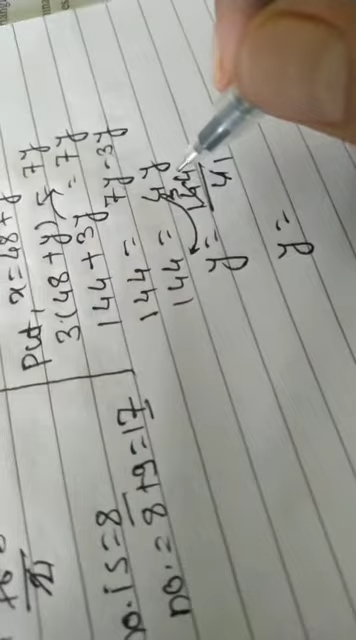 x = 48 + y
Put,
3(48 + y) = 7y
144 + 3y = 7y
144 = 7y - 3y
144 = 4y
y = 144/4
y =
no. is = 8
no. = 8 + 9 = 17